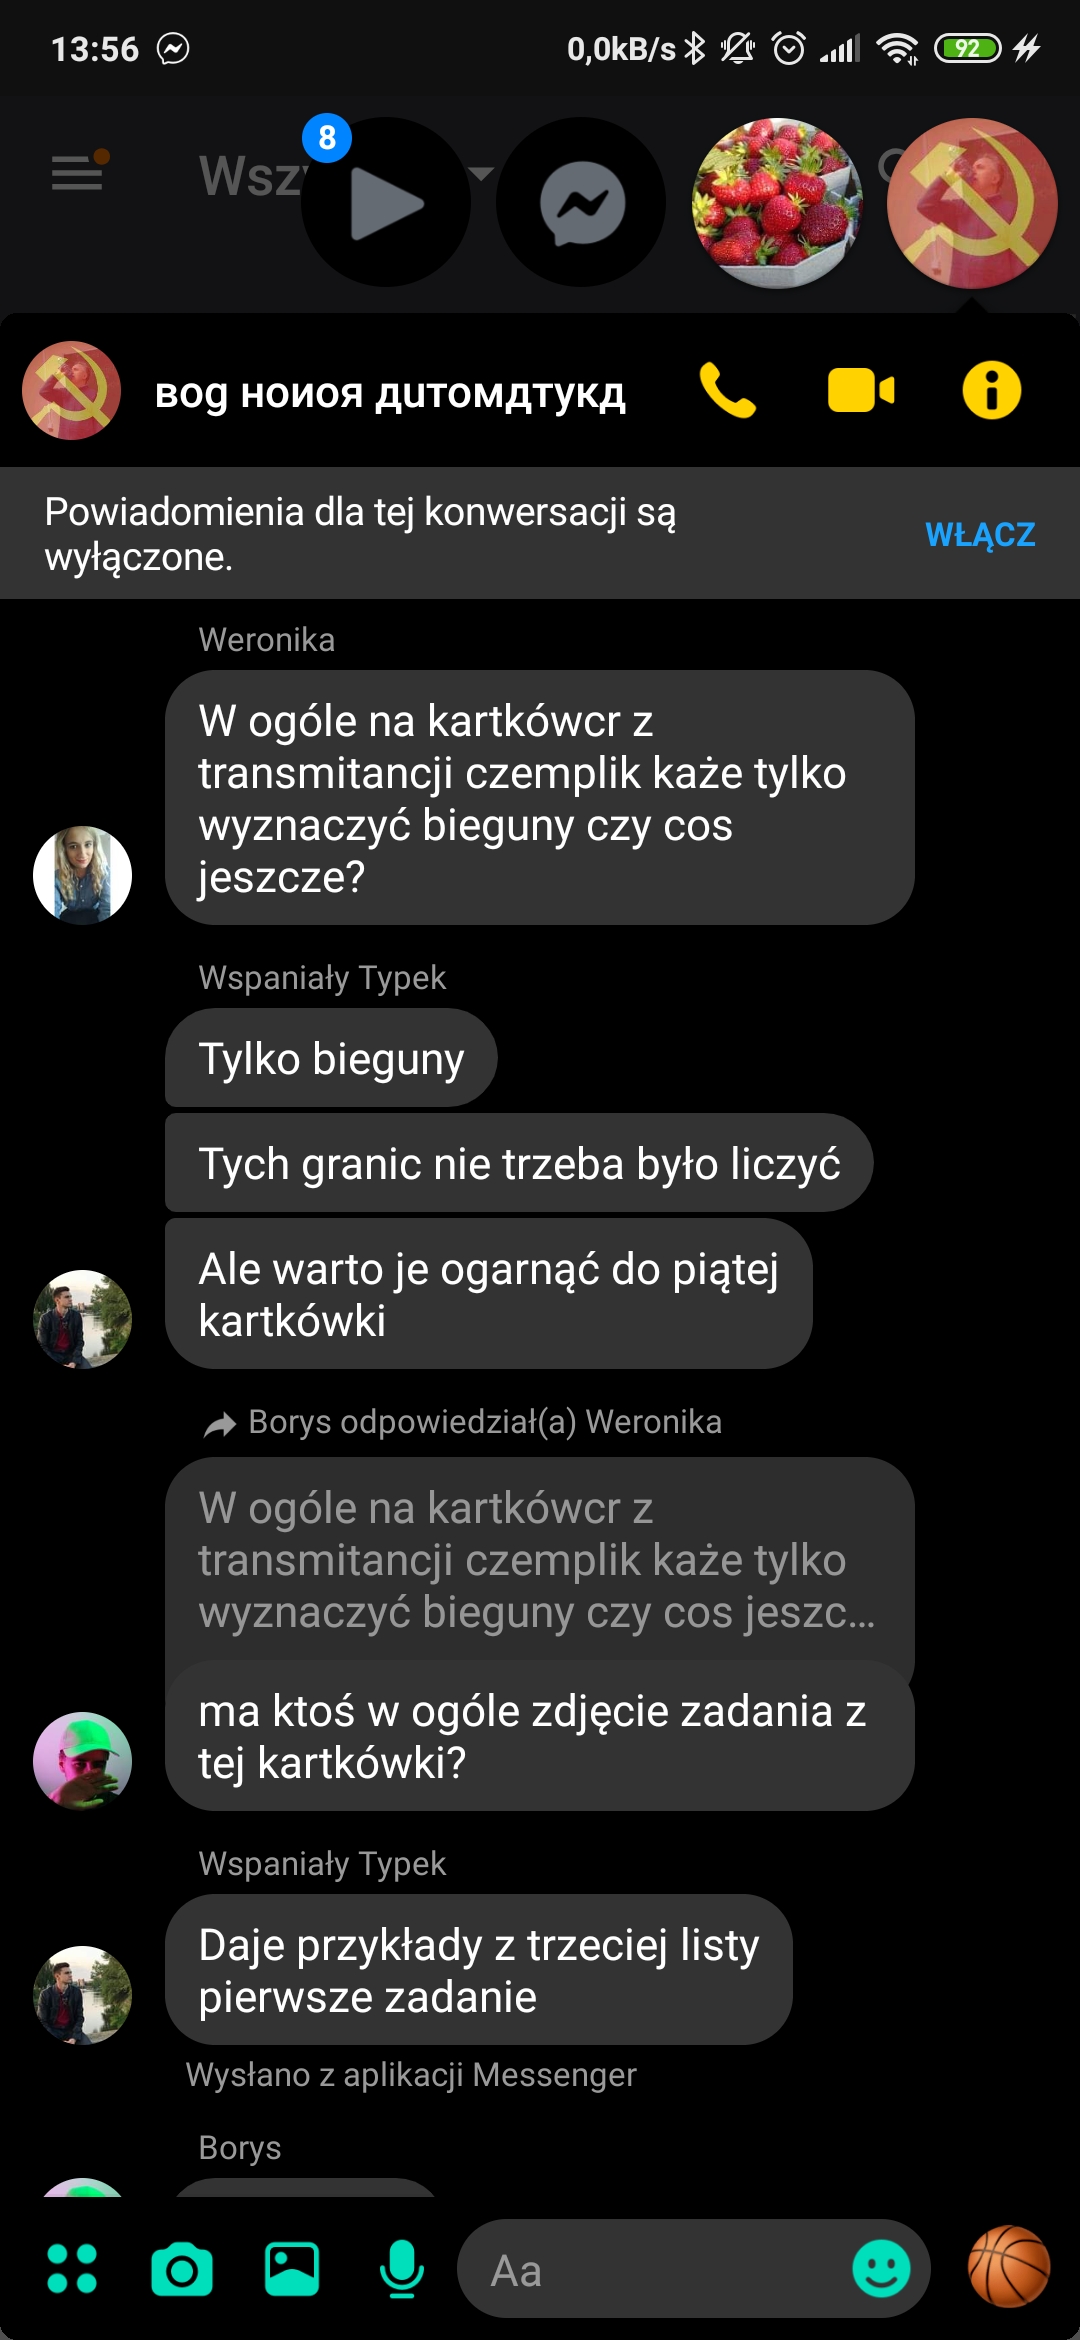 13:56
0,0kB/s
92
8
Wszy
вog нoиoя дuтoмдтyкд
Powiadomienia dla tej konwersacji są
wyłączone.
WŁĄCZ
Weronika
W ogóle na kartkówcr z
transmitancji czemplik każe tylko
wyznaczyć bieguny czy cos
jeszcze?
Wspaniały Typek
Tylko bieguny
Tych granic nie trzeba było liczyć
Ale warto je ogarnąć do piątej
kartkówki
Borys odpowiedział(a) Weronika
W ogóle na kartkówcr z
transmitancji czemplik każe tylko
wyznaczyć bieguny czy cos jeszc...
ma ktoś w ogóle zdjęcie zadania z
tej kartkówki?
Wspaniały Typek
Daje przykłady z trzeciej listy
pierwsze zadanie
Wysłano z aplikacji Messenger
Borys
Aa